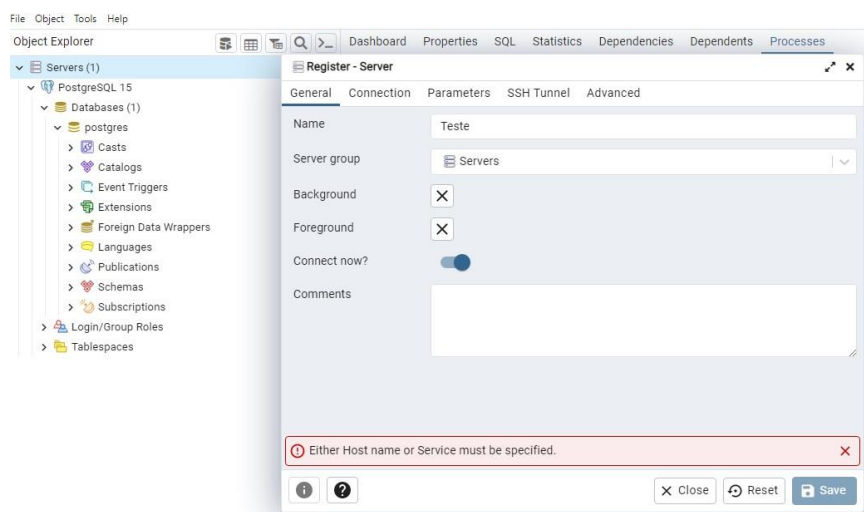 File Object Tools Help
Object Explorer
Dashboard Properties SQL Statistics Dependencies Dependents Processes
Servers (1)
PostgreSQL 15
Databases (1)
postgres
Casts
Catalogs
Event Triggers
Extensions
Foreign Data Wrappers
Languages
Publications
Schemas
Subscriptions
Login/Group Roles
Tablespaces
Register - Server
General Connection Parameters SSH Tunnel Advanced
Name Teste
Server group Servers
Background
Foreground
Connect now?
Comments
Either Host name or Service must be specified.
Close Reset Save